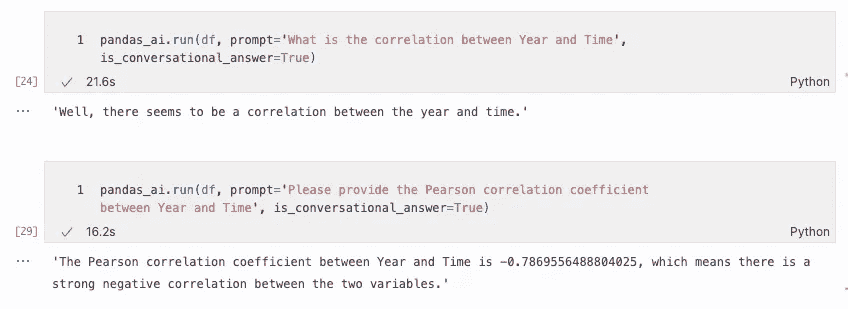 1 pandas_ai.run(df, prompt='What is the correlation between Year and Time',
is_conversational_answer=True)
[24] ✓ 21.6s Python
... 'Well, there seems to be a correlation between the year and time.'
1 pandas_ai.run(df, prompt='Please provide the Pearson correlation coefficient
between Year and Time', is_conversational_answer=True)
[29] ✓ 16.2s Python
... 'The Pearson correlation coefficient between Year and Time is -0.7869556488804025, which means there is a
strong negative correlation between the two variables.'